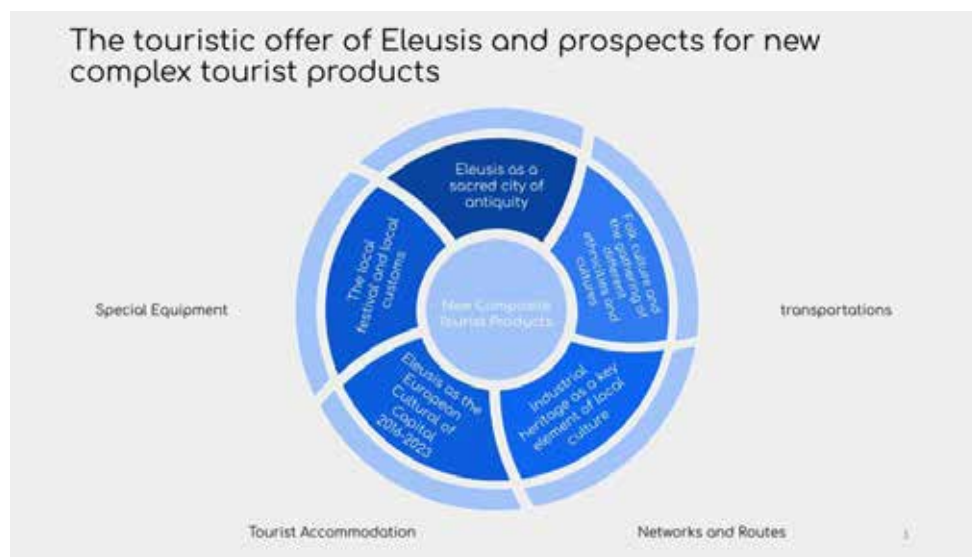 The touristic offer of Eleusis and prospects for new
complex tourist products
Eleusis as a
sacred city of
antiquity
Folk culture and
the gathering of
different
ethnicities and
cultures
Industrial
heritage as a key
element of local
culture
Eleusis as the
European
Cultural of
Capital
2016-2023
The local
festival and local
customs
New Composite
Tourist Products
Special Equipment
transportations
Tourist Accommodation
Networks and Routes